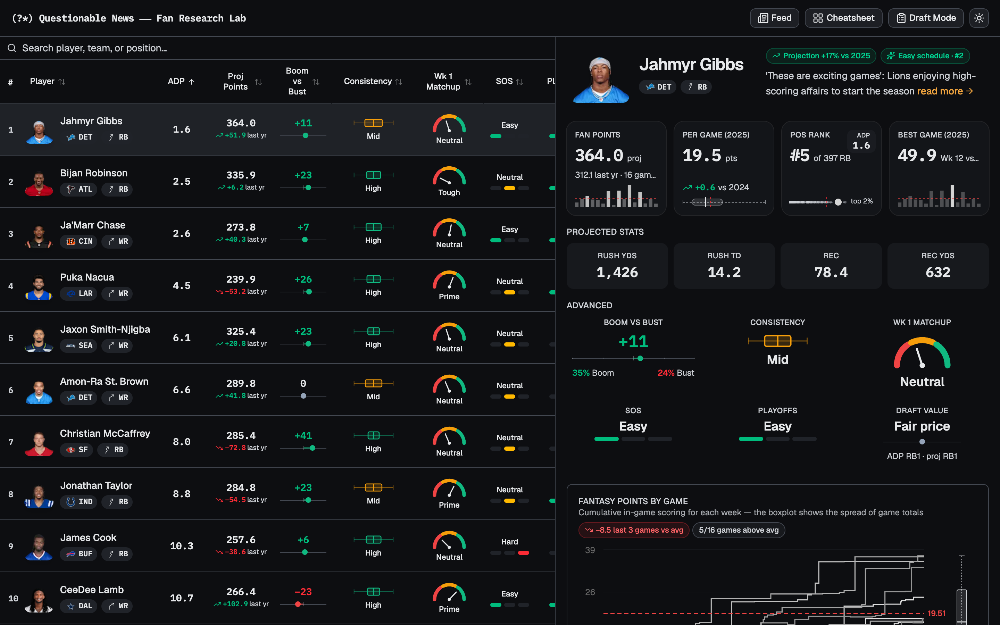 (?*) Questionable News —— Fan Research Lab
Feed
Cheatsheet
Draft Mode
Search player, team, or position...
# Player ADP Proj Points Boom vs Bust Consistency Wk 1 Matchup SOS
1 Jahmyr Gibbs DET RB 1.6 364.0 +51.9 last yr +11 Mid Neutral Easy
2 Bijan Robinson ATL RB 2.5 335.9 +6.2 last yr +23 High Tough Neutral
3 Ja'Marr Chase CIN WR 2.6 273.8 +40.3 last yr +7 High Neutral Easy
4 Puka Nacua LAR WR 4.5 239.9 −53.2 last yr +26 High Prime Neutral
5 Jaxon Smith-Njigba SEA WR 6.1 325.4 +20.8 last yr +23 High Neutral Neutral
6 Amon-Ra St. Brown DET WR 6.6 289.8 +41.8 last yr 0 Mid Neutral Neutral
7 Christian McCaffrey SF RB 8.0 285.4 −72.8 last yr +41 High Neutral Neutral
8 Jonathan Taylor IND RB 8.8 284.8 −54.5 last yr +23 Mid Prime Neutral
9 James Cook BUF RB 10.3 257.6 −38.6 last yr +6 High Neutral Hard
10 CeeDee Lamb DAL WR 10.7 266.4 +102.9 last yr −23 High Prime Easy
Jahmyr Gibbs
DET RB
Projection +17% vs 2025
Easy schedule · #2
'These are exciting games': Lions enjoying high-
scoring affairs to start the season read more →
FAN POINTS
364.0 proj
312.1 last yr · 16 gam...
PER GAME (2025)
19.5 pts
+0.6 vs 2024
POS RANK
ADP
1.6
#5 of 397 RB
top 2%
BEST GAME (2025)
49.9 Wk 12 vs...
PROJECTED STATS
RUSH YDS
1,426
RUSH TD
14.2
REC
78.4
REC YDS
632
ADVANCED
BOOM VS BUST
+11
35% Boom
24% Bust
CONSISTENCY
Mid
WK 1 MATCHUP
Neutral
SOS
Easy
PLAYOFFS
Easy
DRAFT VALUE
Fair price
ADP RB1 · proj RB1
FANTASY POINTS BY GAME
Cumulative in-game scoring for each week — the boxplot shows the spread of game totals
−8.5 last 3 games vs avg
5/16 games above avg
39
26
19.51